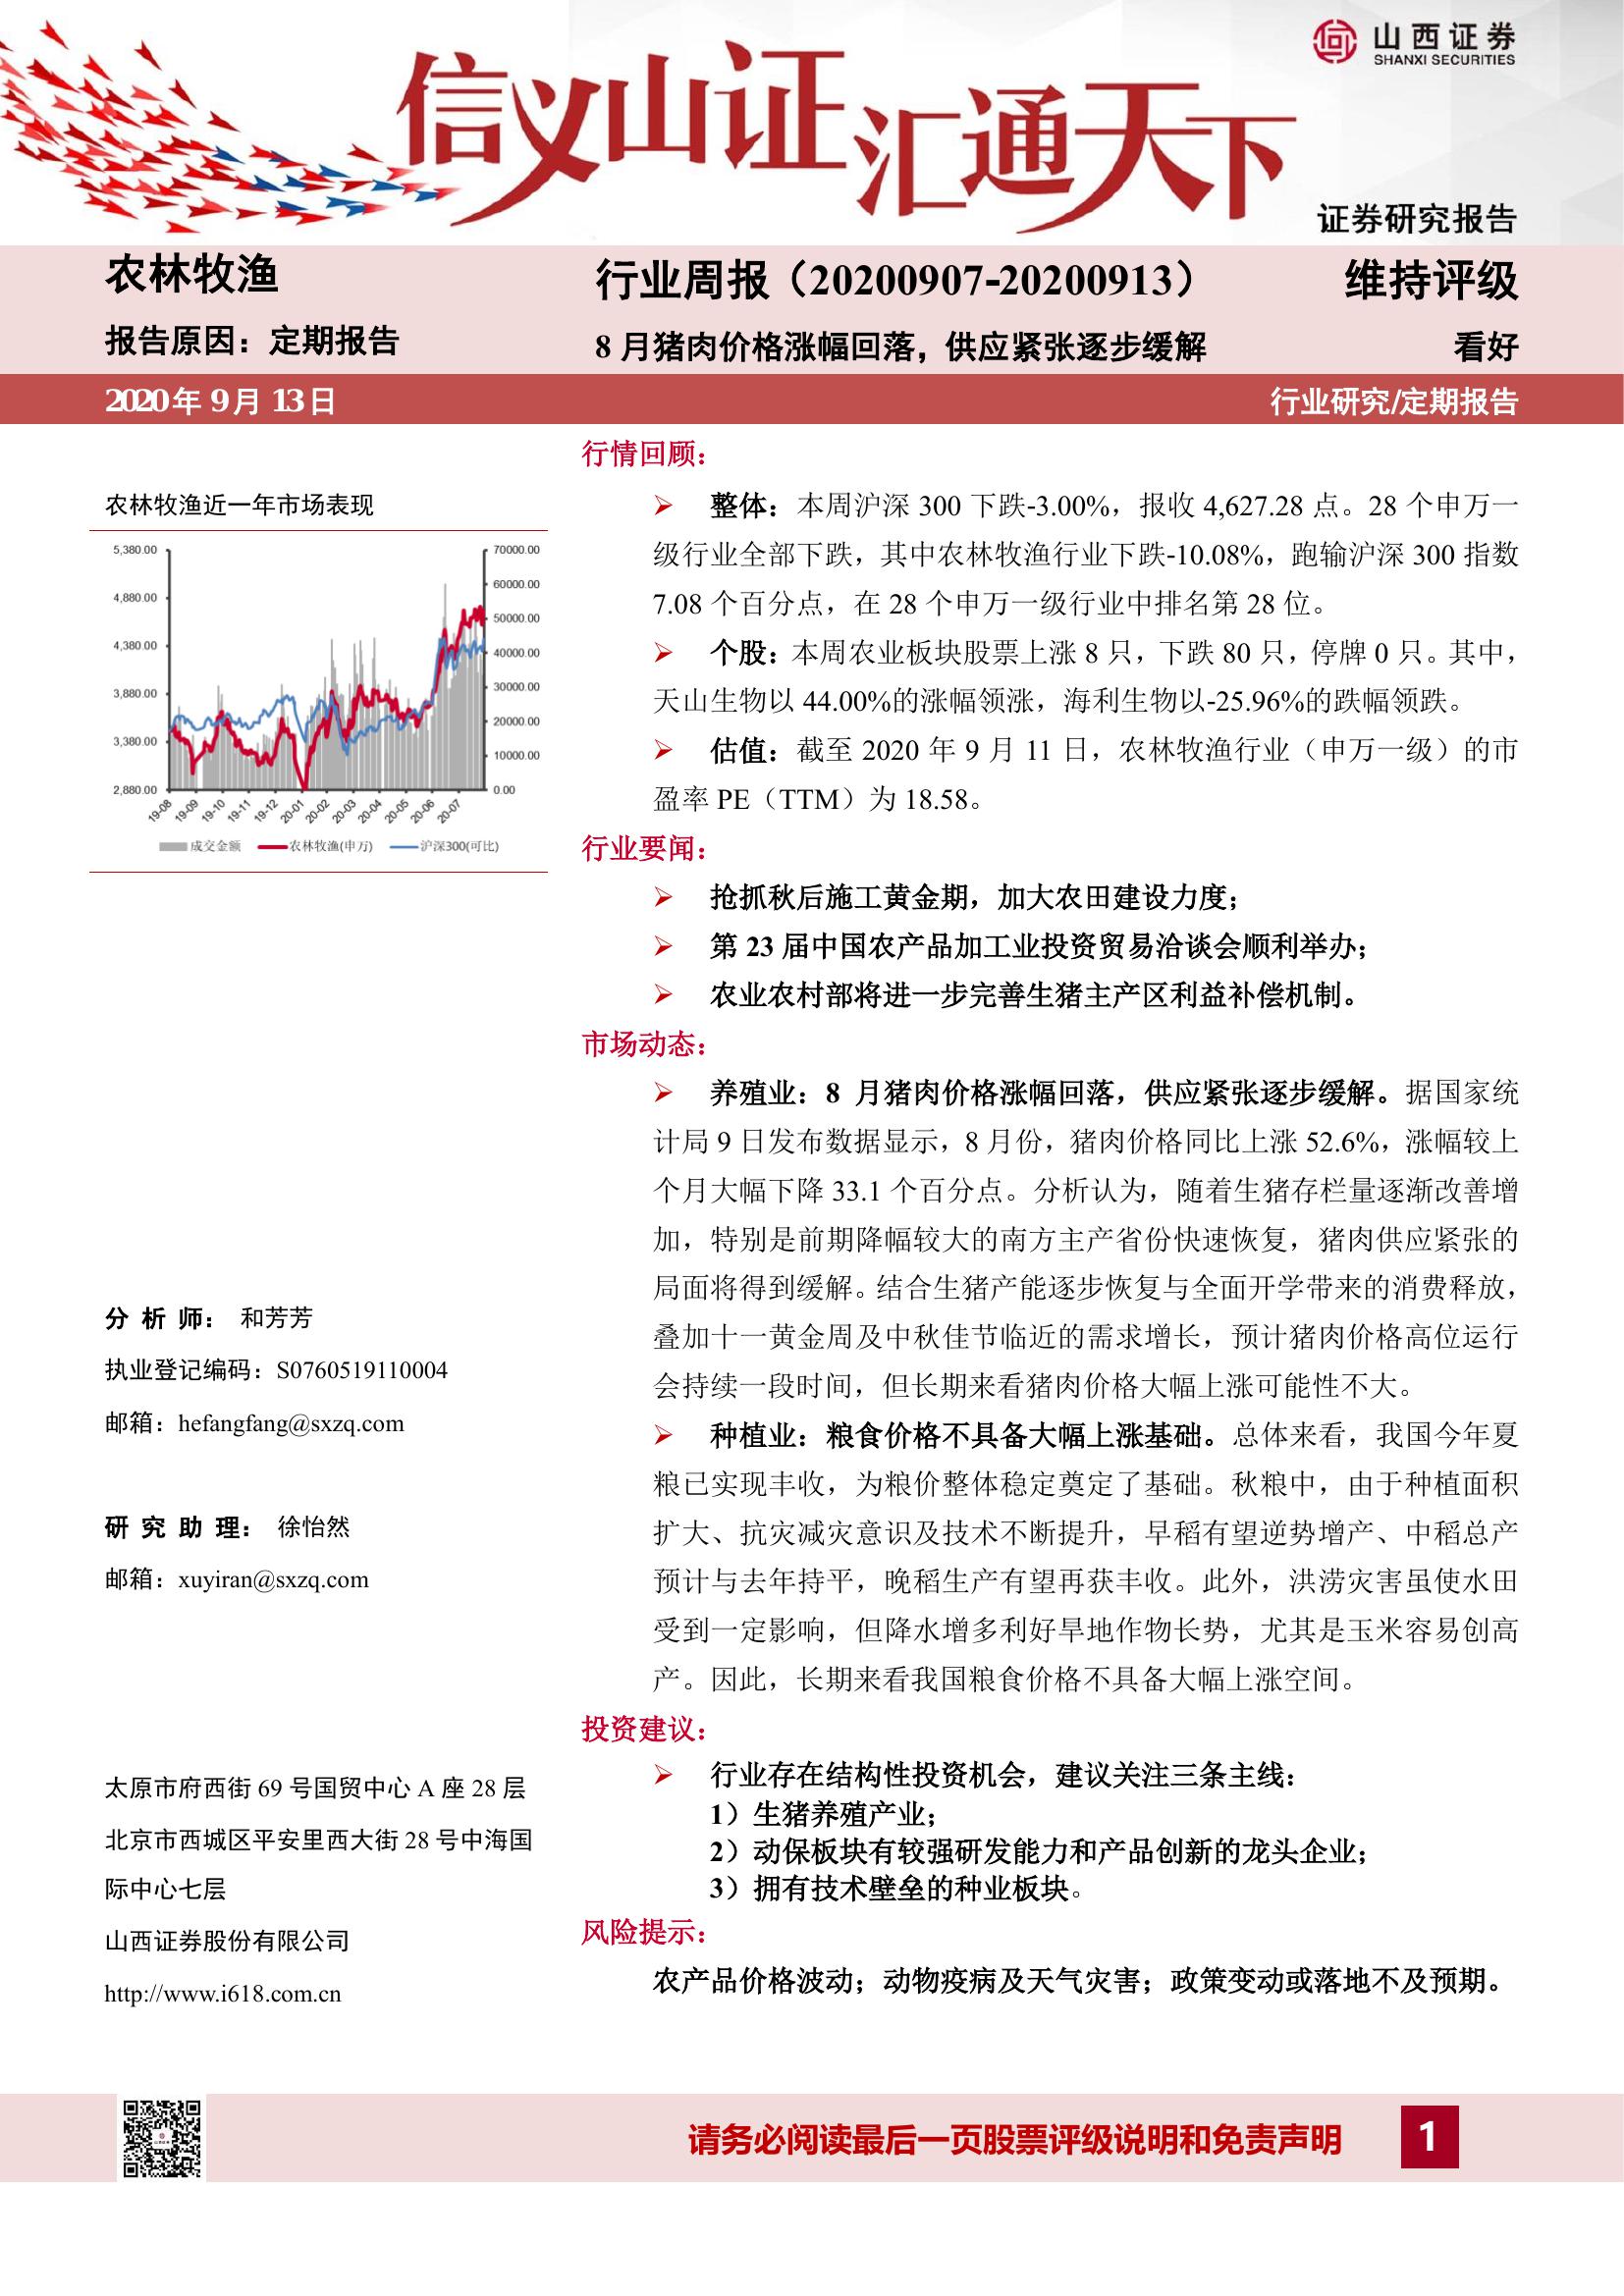 山西证券
SHANXI SECURITIES
信义山证汇通天下
证券研究报告
农林牧渔
行业周报（20200907-20200913）
维持评级
报告原因：定期报告
8 月猪肉价格涨幅回落，供应紧张逐步缓解
看好
2020年 9月 13日
行业研究/定期报告
农林牧渔近一年市场表现
5,380.00
4,880.00
4,380.00
3,880.00
3,380.00
2,880.00
70000.00
60000.00
50000.00
40000.00
30000.00
20000.00
10000.00
0.00
19-08
19-09
19-10
19-11
19-12
20-01
20-02
20-03
20-04
20-05
20-06
20-07
成交金额 农林牧渔(申万) 沪深300(可比)
分 析 师： 和芳芳
执业登记编码：S0760519110004
邮箱：hefangfang@sxzq.com
研 究 助 理： 徐怡然
邮箱：xuyiran@sxzq.com
太原市府西街 69 号国贸中心 A 座 28 层
北京市西城区平安里西大街 28 号中海国
际中心七层
山西证券股份有限公司
http://www.i618.com.cn
行情回顾：
➢ 整体：本周沪深 300 下跌-3.00%，报收 4,627.28 点。28 个申万一
级行业全部下跌，其中农林牧渔行业下跌-10.08%，跑输沪深 300 指数
7.08 个百分点，在 28 个申万一级行业中排名第 28 位。
➢ 个股：本周农业板块股票上涨 8 只，下跌 80 只，停牌 0 只。其中，
天山生物以 44.00%的涨幅领涨，海利生物以-25.96%的跌幅领跌。
➢ 估值：截至 2020 年 9 月 11 日，农林牧渔行业（申万一级）的市
盈率 PE（TTM）为 18.58。
行业要闻：
➢ 抢抓秋后施工黄金期，加大农田建设力度；
➢ 第 23 届中国农产品加工业投资贸易洽谈会顺利举办；
➢ 农业农村部将进一步完善生猪主产区利益补偿机制。
市场动态：
➢ 养殖业：8 月猪肉价格涨幅回落，供应紧张逐步缓解。据国家统
计局 9 日发布数据显示，8 月份，猪肉价格同比上涨 52.6%，涨幅较上
个月大幅下降 33.1 个百分点。分析认为，随着生猪存栏量逐渐改善增
加，特别是前期降幅较大的南方主产省份快速恢复，猪肉供应紧张的
局面将得到缓解。结合生猪产能逐步恢复与全面开学带来的消费释放，
叠加十一黄金周及中秋佳节临近的需求增长，预计猪肉价格高位运行
会持续一段时间，但长期来看猪肉价格大幅上涨可能性不大。
➢ 种植业：粮食价格不具备大幅上涨基础。总体来看，我国今年夏
粮已实现丰收，为粮价整体稳定奠定了基础。秋粮中，由于种植面积
扩大、抗灾减灾意识及技术不断提升，早稻有望逆势增产、中稻总产
预计与去年持平，晚稻生产有望再获丰收。此外，洪涝灾害虽使水田
受到一定影响，但降水增多利好旱地作物长势，尤其是玉米容易创高
产。因此，长期来看我国粮食价格不具备大幅上涨空间。
投资建议：
➢ 行业存在结构性投资机会，建议关注三条主线：
1）生猪养殖产业；
2）动保板块有较强研发能力和产品创新的龙头企业；
3）拥有技术壁垒的种业板块。
风险提示：
农产品价格波动；动物疫病及天气灾害；政策变动或落地不及预期。
请务必阅读最后一页股票评级说明和免责声明
1